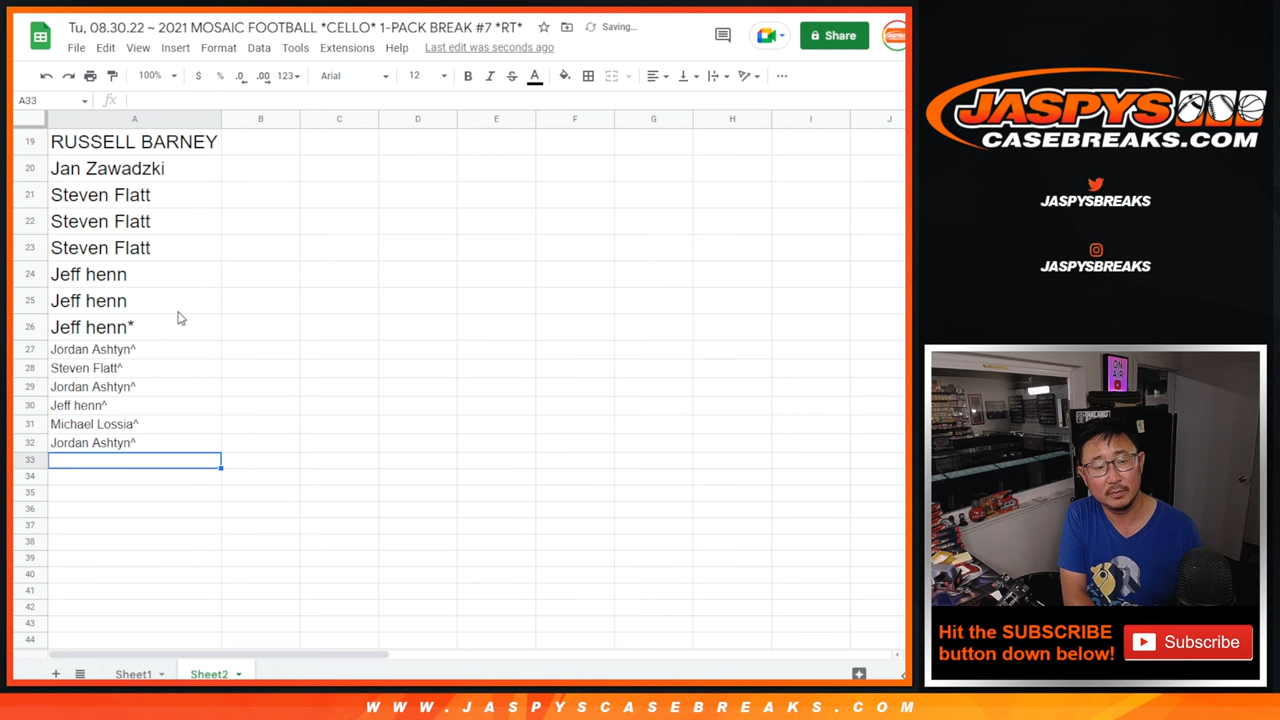 Tu, 08.30.22 ~ 2021 MOSAIC FOOTBALL *CELLO* 1-PACK BREAK #7 *RT*
Saving...
Share
File Edit View Insert Format Data Tools Extensions Help Last edit was seconds ago
100% $ % .0 .00 123 Arial 12 B I S A
A33 fx
A B C D E F G H I J
19 RUSSELL BARNEY
20 Jan Zawadzki
21 Steven Flatt
22 Steven Flatt
23 Steven Flatt
24 Jeff henn
25 Jeff henn
26 Jeff henn*
27 Jordan Ashtyn^
28 Steven Flatt^
29 Jordan Ashtyn^
30 Jeff henn^
31 Michael Lossia^
32 Jordan Ashtyn^
33
34
35
36
37
38
39
40
41
42
43
44
Sheet1 Sheet2
JASPYS
CASEBREAKS.COM
JASPYSBREAKS
JASPYSBREAKS
ON
AIR
Hit the SUBSCRIBE
button down below!
Subscribe
WWW.JASPYSCASEBREAKS.COM